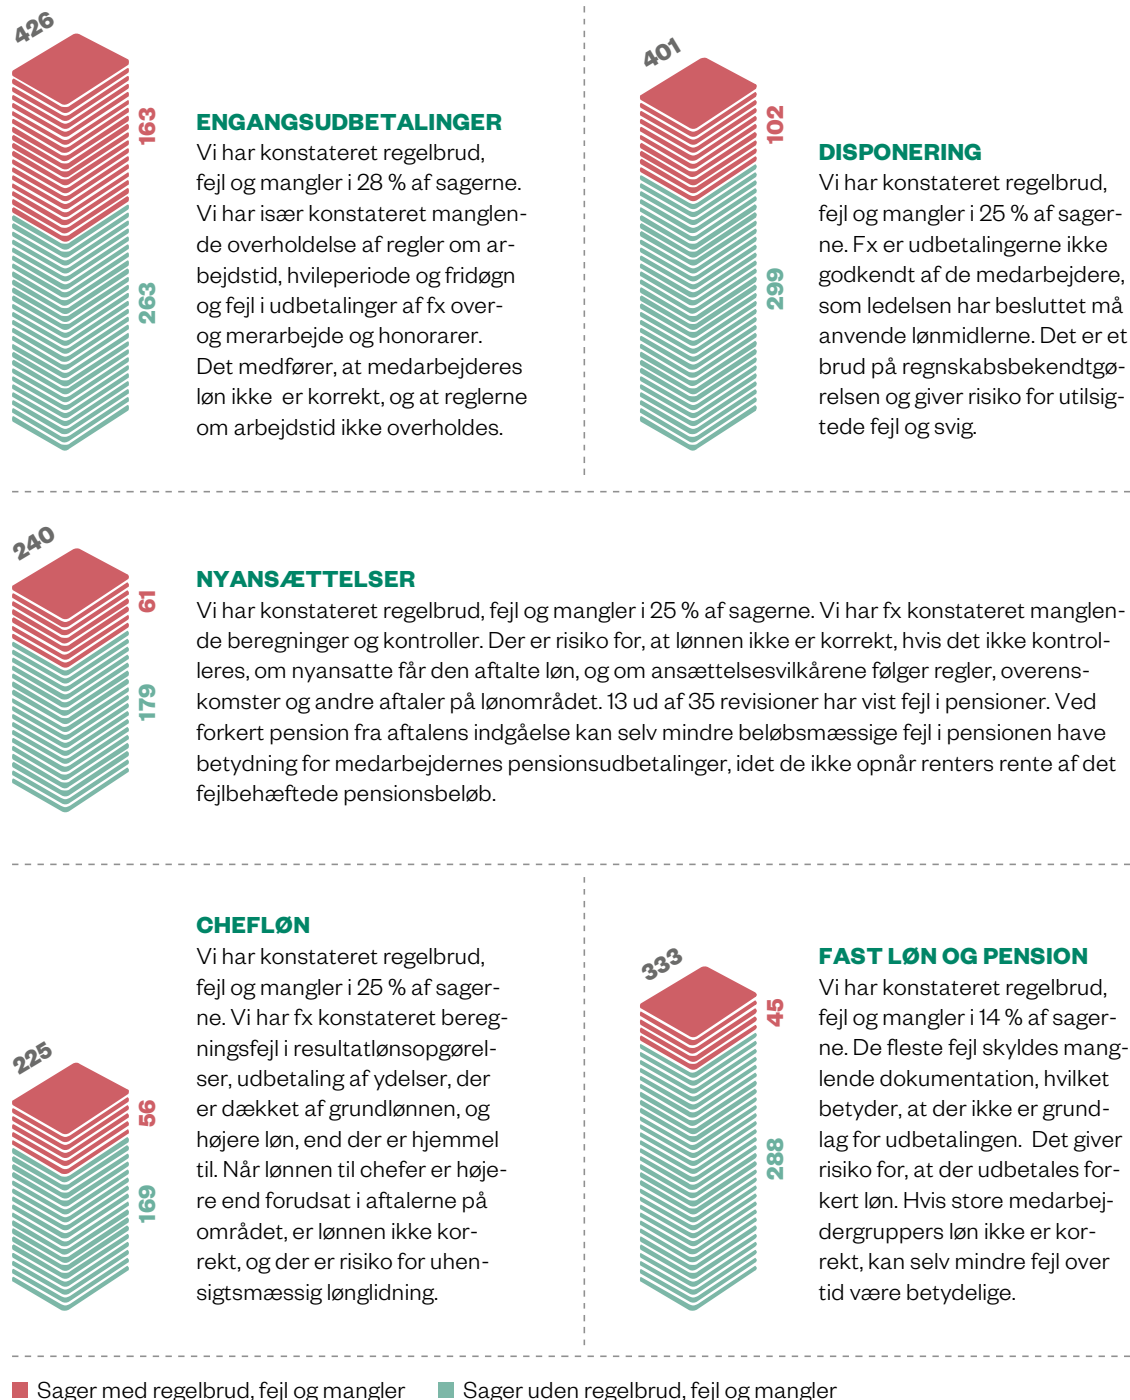 426
163
263
ENGANGSUDBETALINGER
Vi har konstateret regelbrud,
fejl og mangler i 28 % af sagerne.
Vi har især konstateret manglen-
de overholdelse af regler om ar-
bejdstid, hvileperiode og fridøgn
og fejl i udbetalinger af fx over-
og merarbejde og honorarer.
Det medfører, at medarbejderes
løn ikke er korrekt, og at reglerne
om arbejdstid ikke overholdes.
401
102
299
DISPONERING
Vi har konstateret regelbrud,
fejl og mangler i 25 % af sager-
ne. Fx er udbetalingerne ikke
godkendt af de medarbejdere,
som ledelsen har besluttet må
anvende lønmidlerne. Det er et
brud på regnskabsbekendtgø-
relsen og giver risiko for utilsig-
tede fejl og svig.
240
61
179
NYANSÆTTELSER
Vi har konstateret regelbrud, fejl og mangler i 25 % af sagerne. Vi har fx konstateret manglen-
de beregninger og kontroller. Der er risiko for, at lønnen ikke er korrekt, hvis det ikke kontrol-
leres, om nyansatte får den aftalte løn, og om ansættelsesvilkårene følger regler, overens-
komster og andre aftaler på lønområdet. 13 ud af 35 revisioner har vist fejl i pensioner. Ved
forkert pension fra aftalens indgåelse kan selv mindre beløbsmæssige fejl i pensionen have
betydning for medarbejdernes pensionsudbetalinger, idet de ikke opnår renters rente af det
fejlbehæftede pensionsbeløb.
225
56
169
CHEFLØN
Vi har konstateret regelbrud,
fejl og mangler i 25 % af sager-
ne. Vi har fx konstateret bereg-
ningsfejl i resultatlønsopgørel-
ser, udbetaling af ydelser, der
er dækket af grundlønnen, og
højere løn, end der er hjemmel
til. Når lønnen til chefer er høje-
re end forudsat i aftalerne på
området, er lønnen ikke kor-
rekt, og der er risiko for uhen-
sigtsmæssig lønglidning.
333
45
288
FAST LØN OG PENSION
Vi har konstateret regelbrud,
fejl og mangler i 14 % af sager-
ne. De fleste fejl skyldes mang-
lende dokumentation, hvilket
betyder, at der ikke er grund-
lag for udbetalingen. Det giver
risiko for, at der udbetales for-
kert løn. Hvis store medarbej-
dergruppers løn ikke er kor-
rekt, kan selv mindre fejl over
tid være betydelige.
Sager med regelbrud, fejl og mangler
Sager uden regelbrud, fejl og mangler